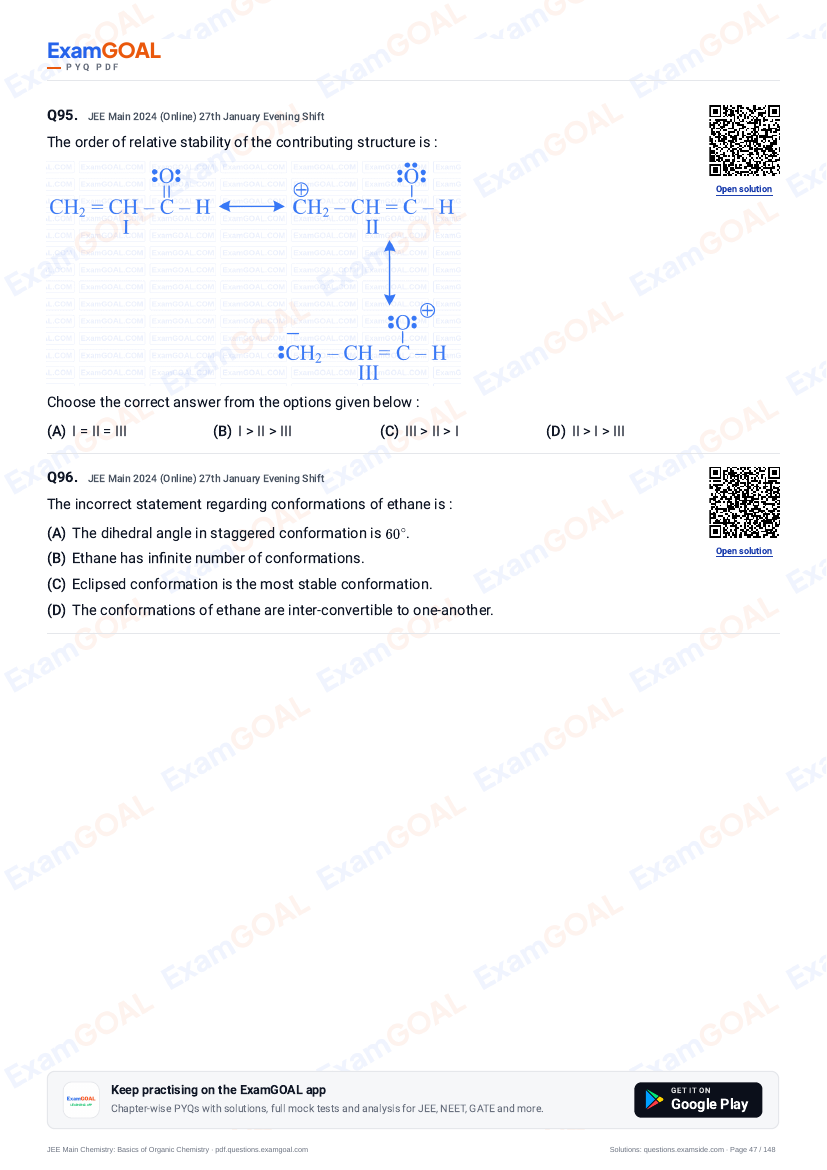 ExamGOAL
PYQ PDF
Q95. JEE Main 2024 (Online) 27th January Evening Shift
The order of relative stability of the contributing structure is :
Open solution
:O:
CH₂ = CH – C – H
I
⊕
CH₂ – CH = C – H
:O:
II
:O: ⊕
:CH₂ – CH = C – H
III
Choose the correct answer from the options given below :
(A) I = II = III (B) I > II > III (C) III > II > I (D) II > I > III
Q96. JEE Main 2024 (Online) 27th January Evening Shift
The incorrect statement regarding conformations of ethane is :
(A) The dihedral angle in staggered conformation is 60°.
(B) Ethane has infinite number of conformations.
(C) Eclipsed conformation is the most stable conformation.
(D) The conformations of ethane are inter-convertible to one-another.
Open solution
Keep practising on the ExamGOAL app
Chapter-wise PYQs with solutions, full mock tests and analysis for JEE, NEET, GATE and more.
GET IT ON
Google Play
JEE Main Chemistry: Basics of Organic Chemistry · pdf.questions.examgoal.com
Solutions: questions.examside.com · Page 47 / 148